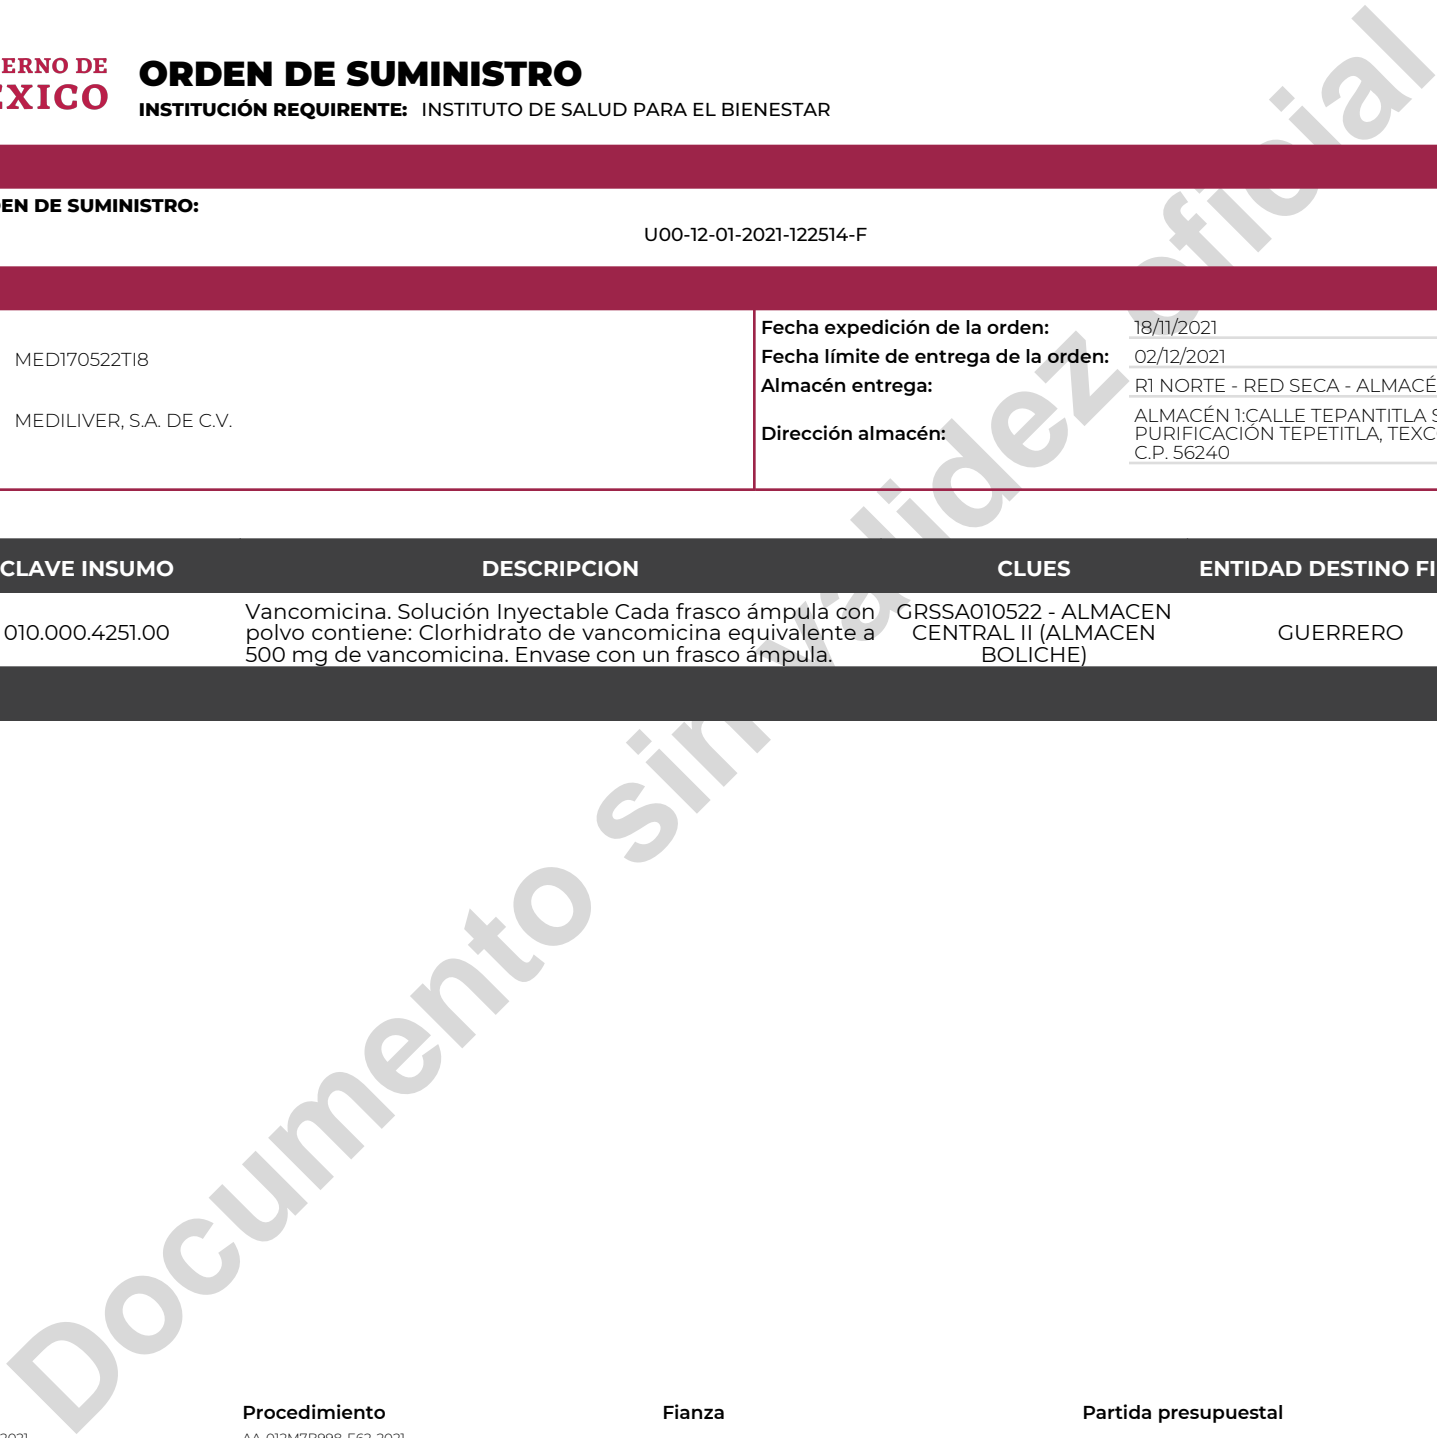 ERNO DE
ORDEN DE SUMINISTRO
EXICO
INSTITUCIÓN REQUIRENTE: INSTITUTO DE SALUD PARA EL BIENESTAR
EN DE SUMINISTRO:
U00-12-01-2021-122514-F
MED170522TI8
MEDILIVER, S.A. DE C.V.
Fecha expedición de la orden: 18/11/2021
Fecha límite de entrega de la orden: 02/12/2021
Almacén entrega: R1 NORTE - RED SECA - ALMACÉ
Dirección almacén: ALMACÉN 1:CALLE TEPANTITLA S
PURIFICACIÓN TEPETITLA, TEXC
C.P. 56240
CLAVE INSUMO DESCRIPCION CLUES ENTIDAD DESTINO FI
010.000.4251.00
Vancomicina. Solución Inyectable Cada frasco ámpula con
polvo contiene: Clorhidrato de vancomicina equivalente a
500 mg de vancomicina. Envase con un frasco ámpula.
GRSSA010522 - ALMACEN
CENTRAL II (ALMACEN
BOLICHE)
GUERRERO
Documento sin validez oficial
Procedimiento Fianza Partida presupuestal